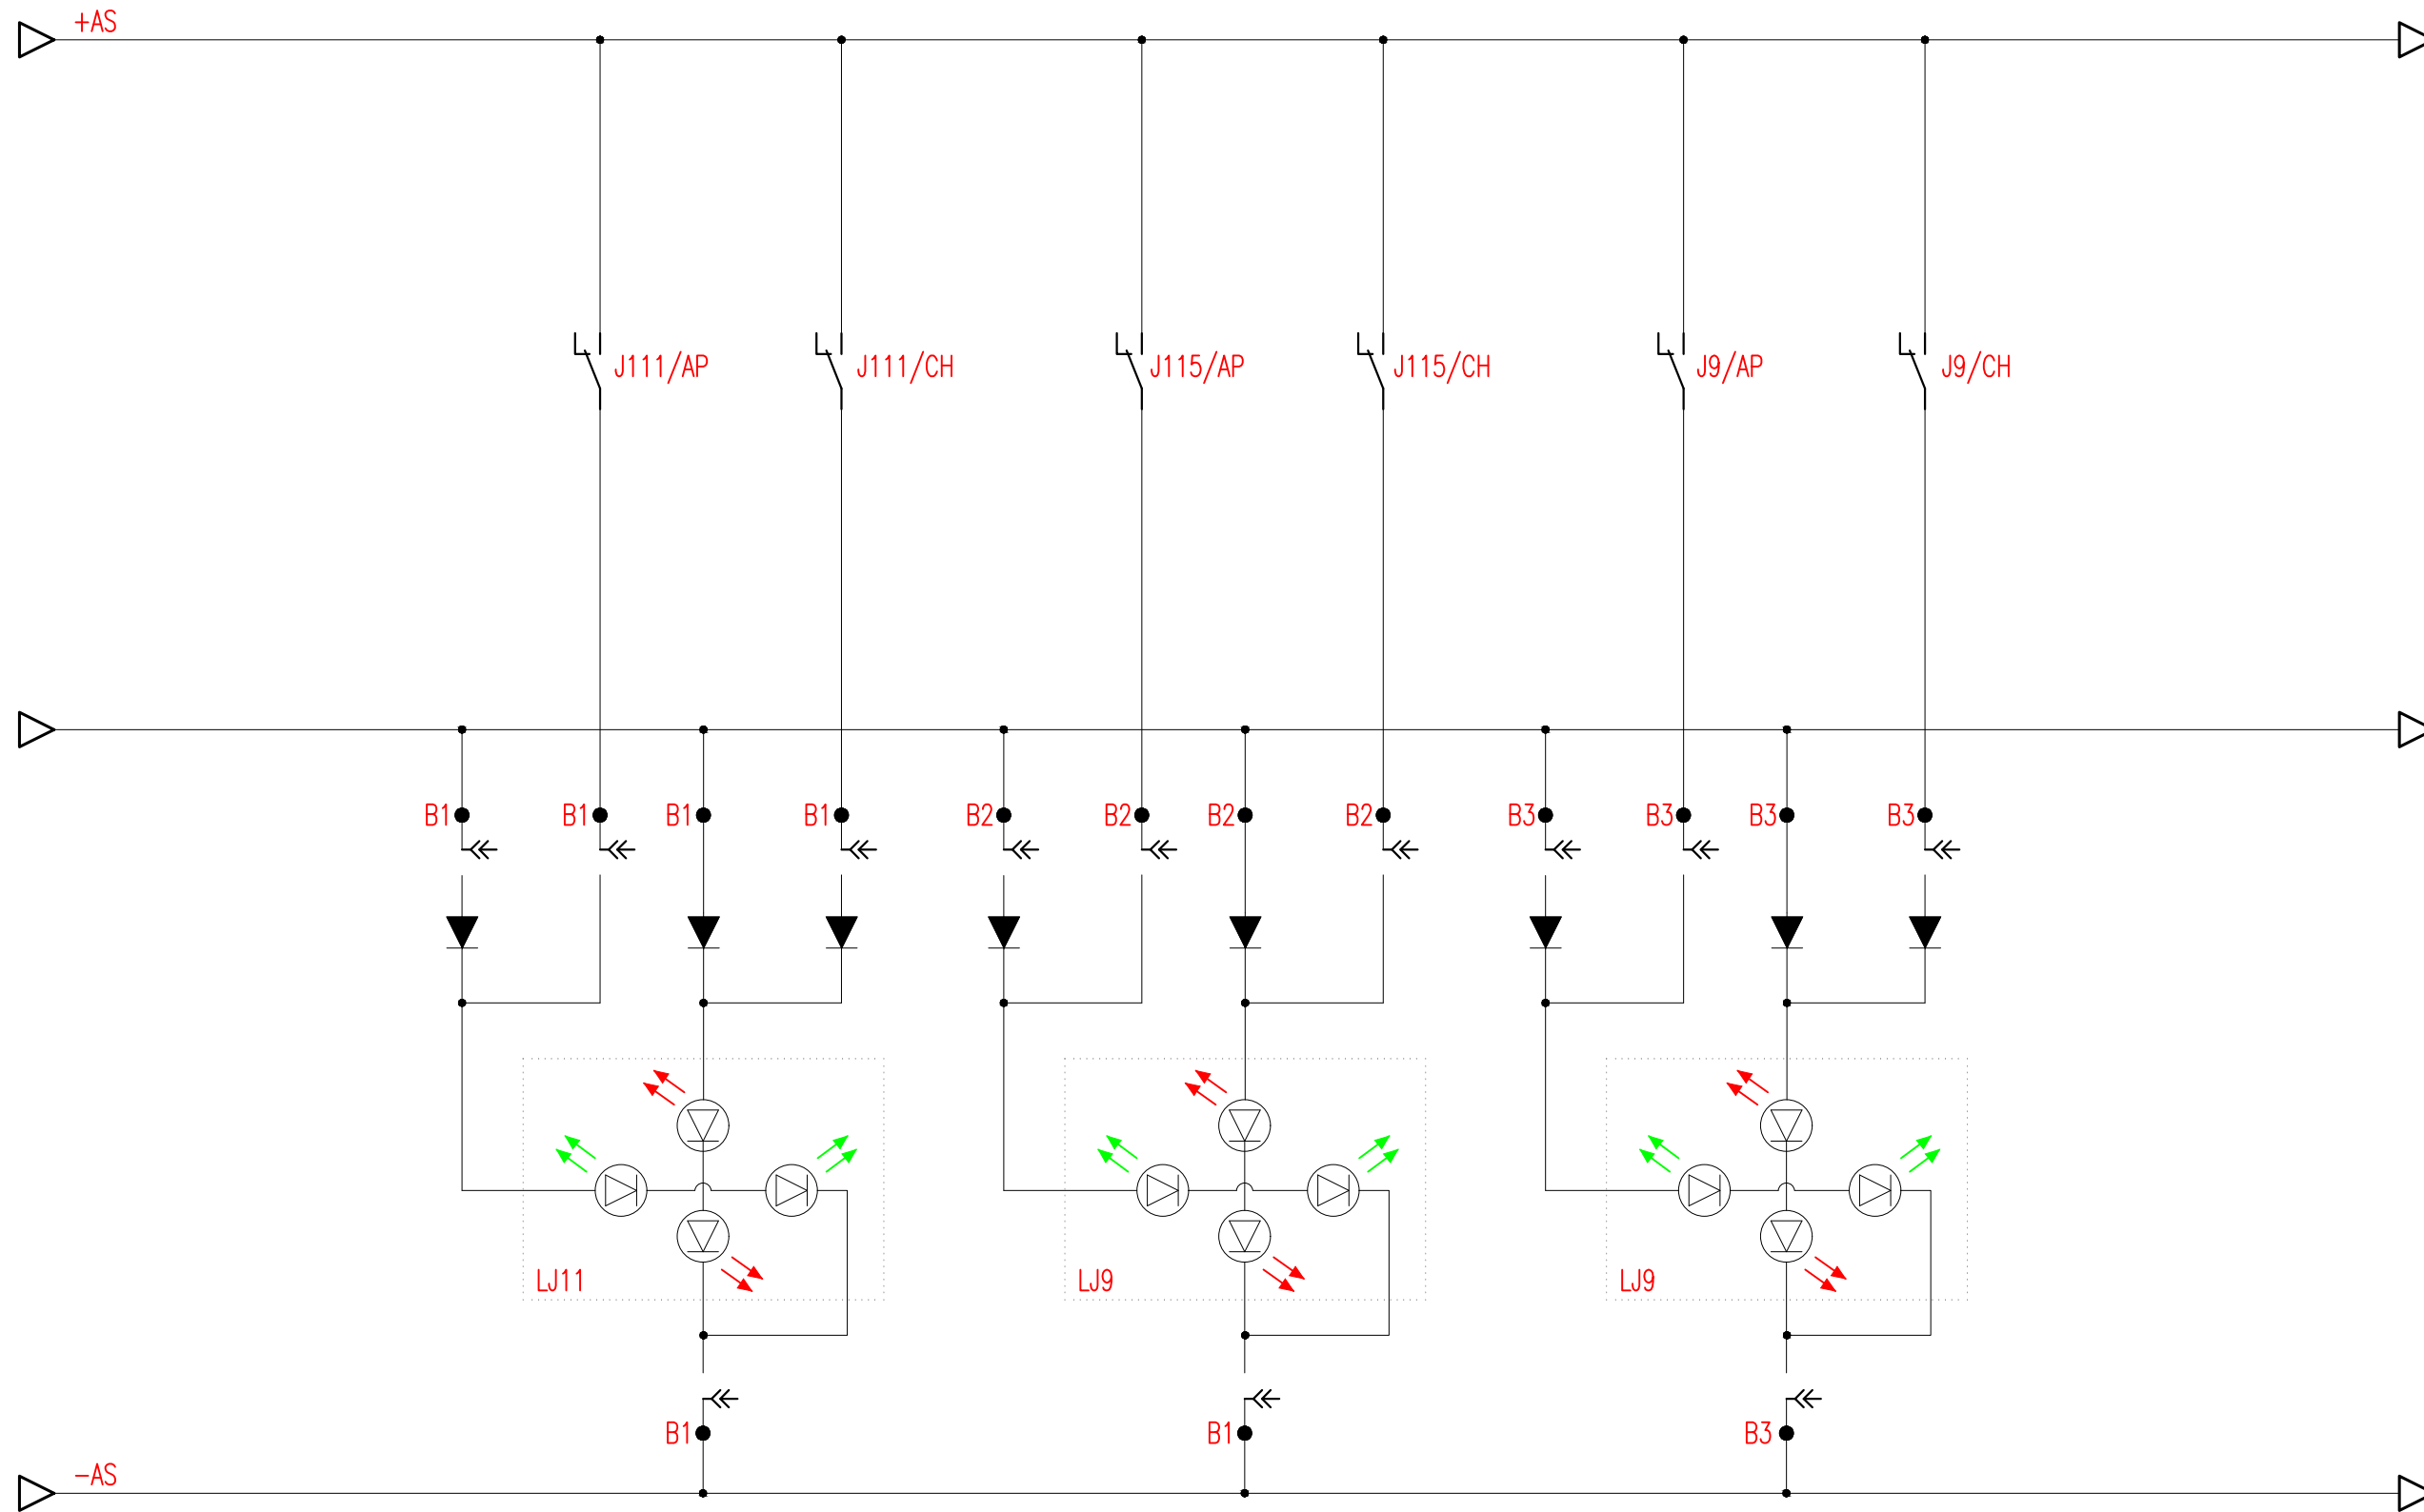 +AS
J111/AP
J111/CH
J115/AP
J115/CH
J9/AP
J9/CH
B1
B1
B1
B1
B2
B2
B2
B2
B3
B3
B3
B3
LJ11
LJ9
LJ9
B1
B1
B3
-AS